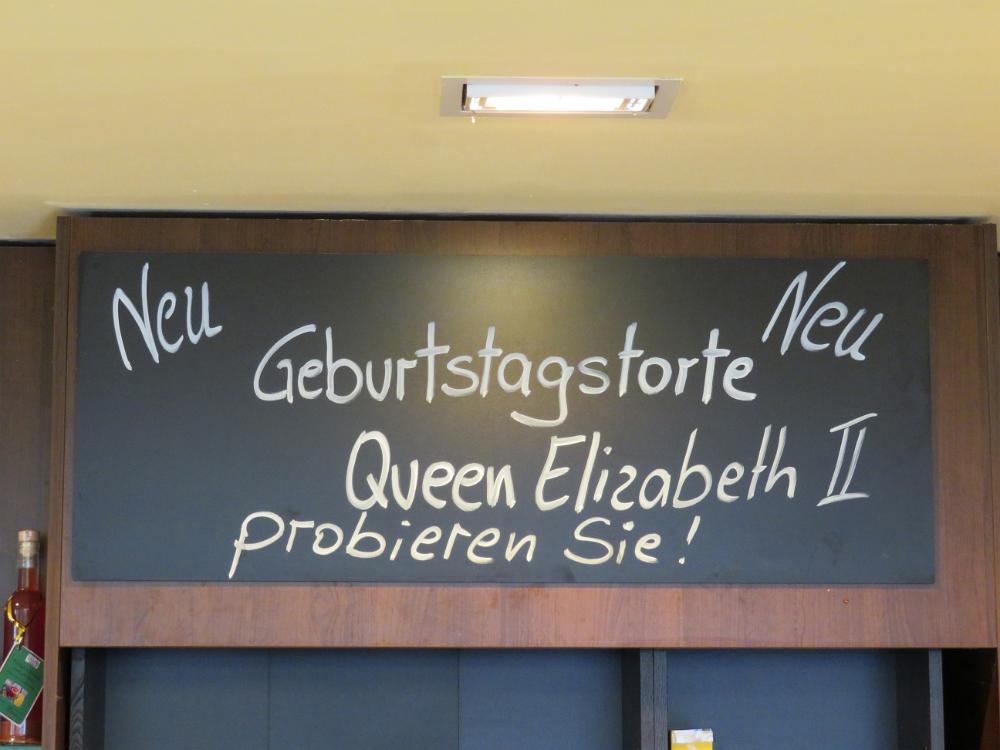 Neu
Neu
Geburtstagstorte
Queen Elizabeth II
probieren Sie!